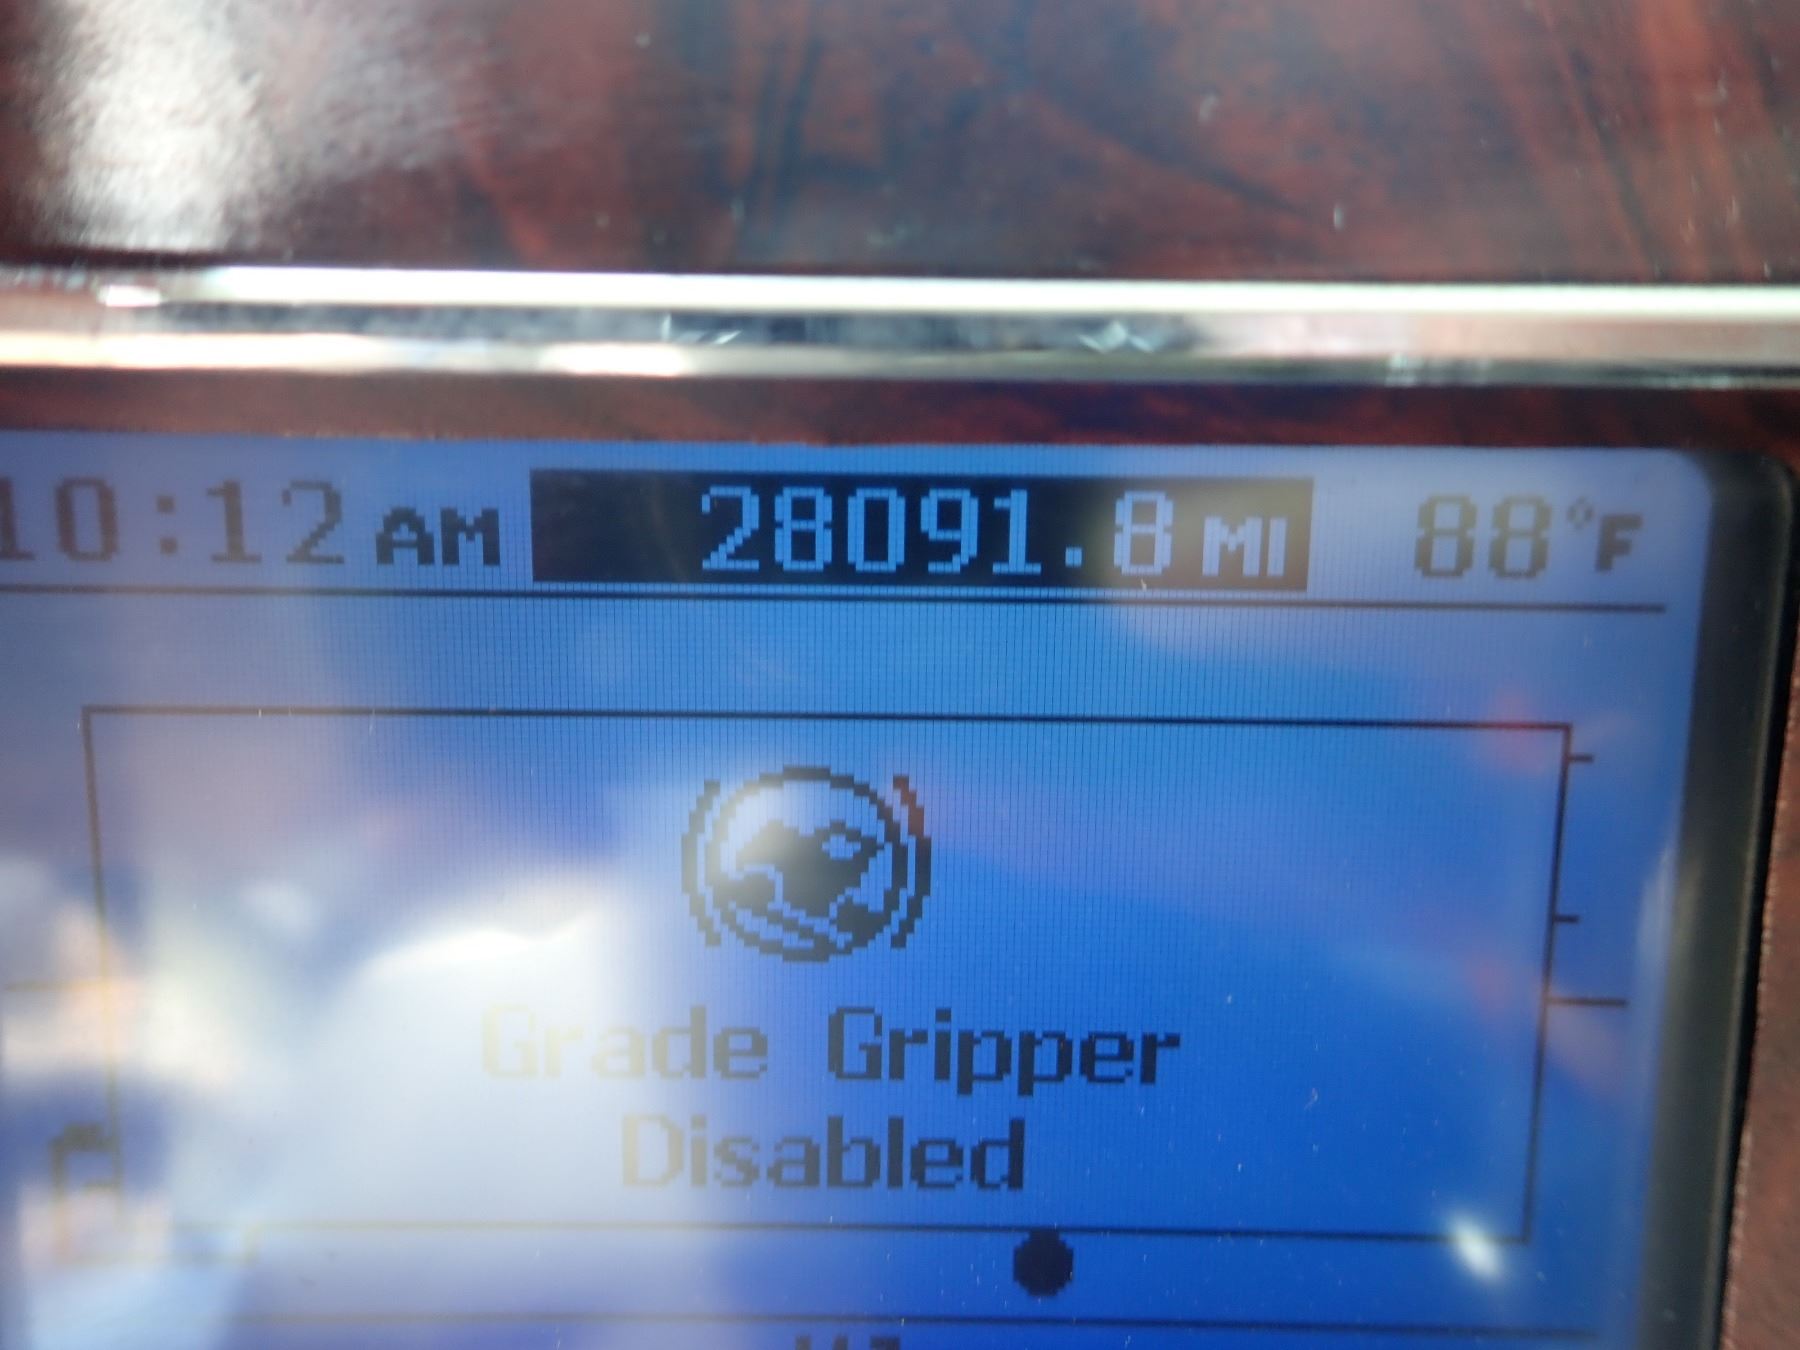 10:12 AM 28091.8 MI 88°F
Grade Gripper
Disabled